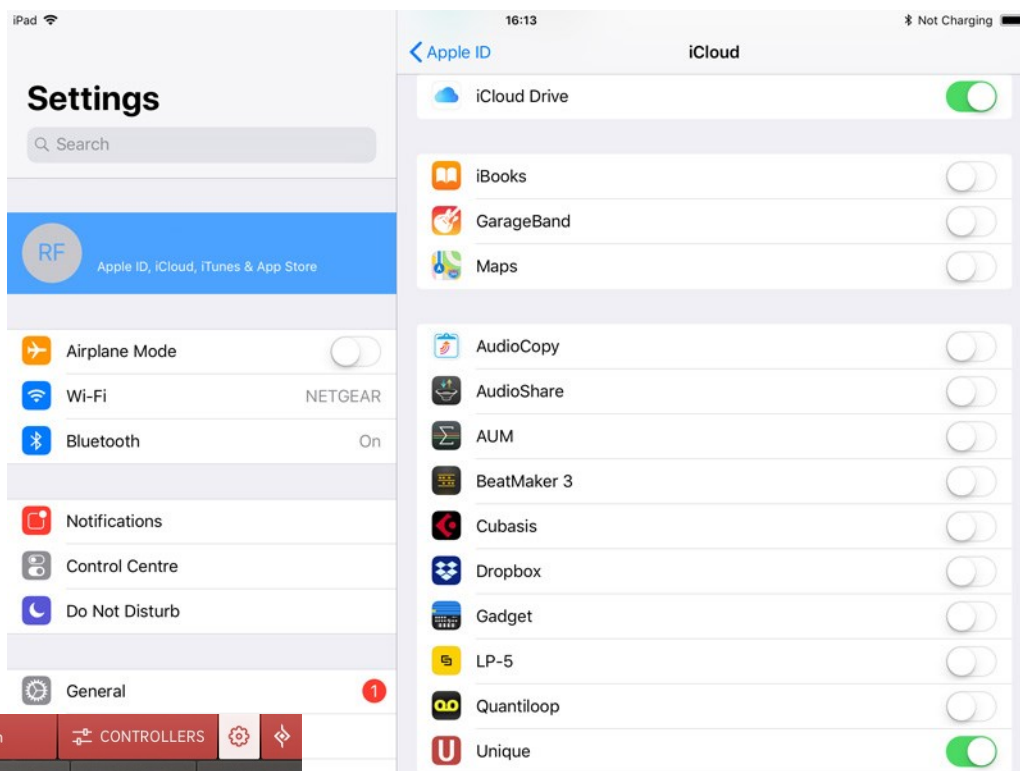 iPad
16:13
Not Charging
Settings
Search
RF
Apple ID, iCloud, iTunes & App Store
Airplane Mode
Wi-Fi NETGEAR
Bluetooth On
Notifications
Control Centre
Do Not Disturb
General 1
CONTROLLERS
Apple ID
iCloud
iCloud Drive
iBooks
GarageBand
Maps
AudioCopy
AudioShare
AUM
BeatMaker 3
Cubasis
Dropbox
Gadget
LP-5
Quantiloop
U Unique